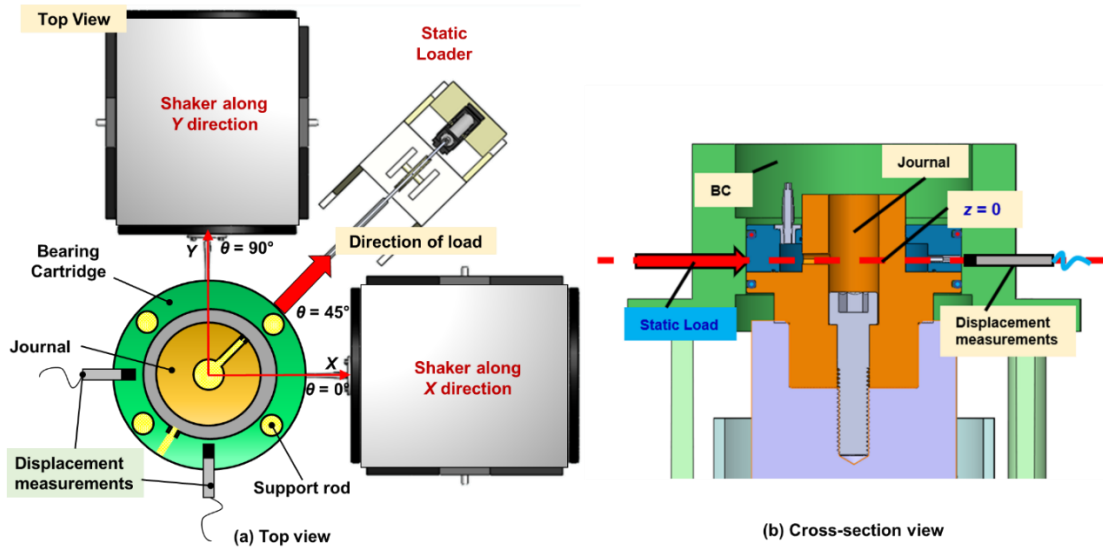 Top View
Static
Loader
Shaker along
Y direction
Direction of load
Y
θ = 90°
Bearing
Cartridge
θ = 45°
Journal
X
θ = 0°
Shaker along
X direction
Displacement
measurements
Support rod
(a) Top view
BC
Journal
z = 0
Static Load
Displacement
measurements
(b) Cross-section view